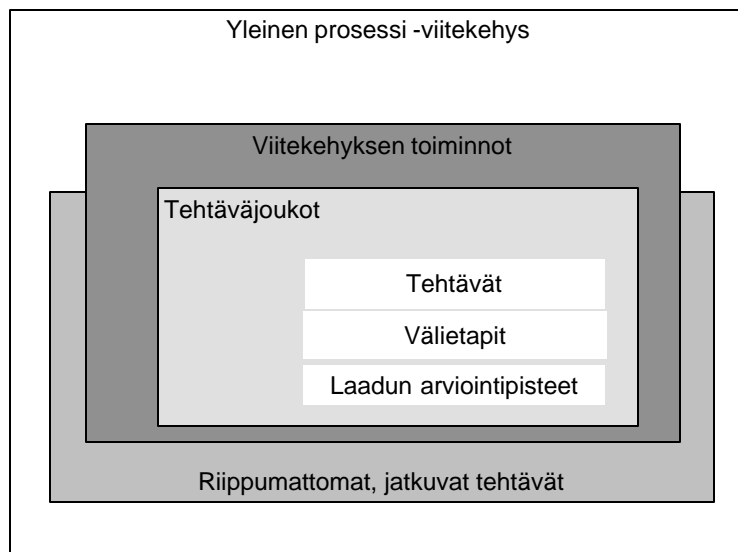 Yleinen prosessi -viitekehys
Viitekehyksen toiminnot
Tehtäväjoukot
Tehtävät
Välietapit
Laadun arviointipisteet
Riippumattomat, jatkuvat tehtävät